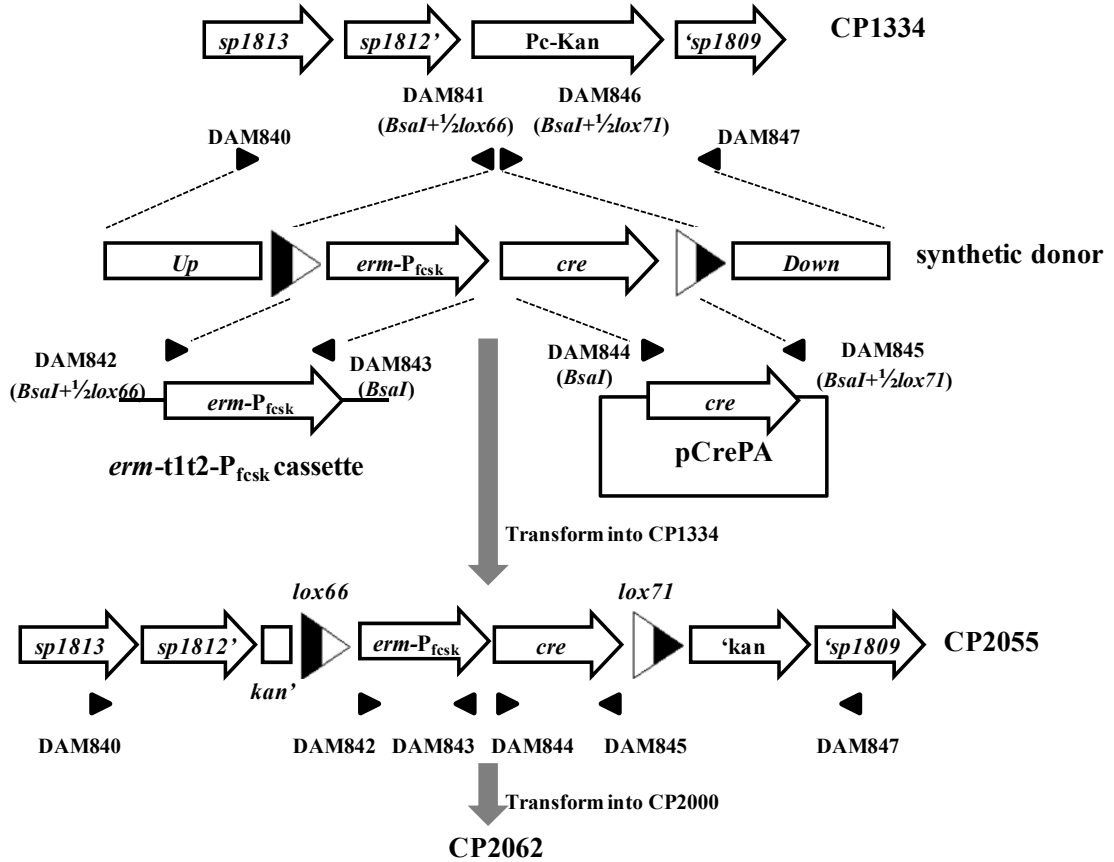 sp1813 sp1812’ Pc-Kan ‘sp1809 CP1334
DAM841 DAM846
(BsaI+½lox66) (BsaI+½lox71)
DAM840 DAM847
Up erm-Pfcsk cre Down synthetic donor
DAM842 DAM843 DAM844 DAM845
(BsaI+½lox66) (BsaI) (BsaI) (BsaI+½lox71)
erm-Pfcsk cre
erm-t1t2-Pfcsk cassette pCrePA
Transform into CP1334
lox66 lox71
sp1813 sp1812’ erm-Pfcsk cre ‘kan ‘sp1809 CP2055
kan’
DAM840 DAM842 DAM843 DAM844 DAM845 DAM847
Transform into CP2000
CP2062